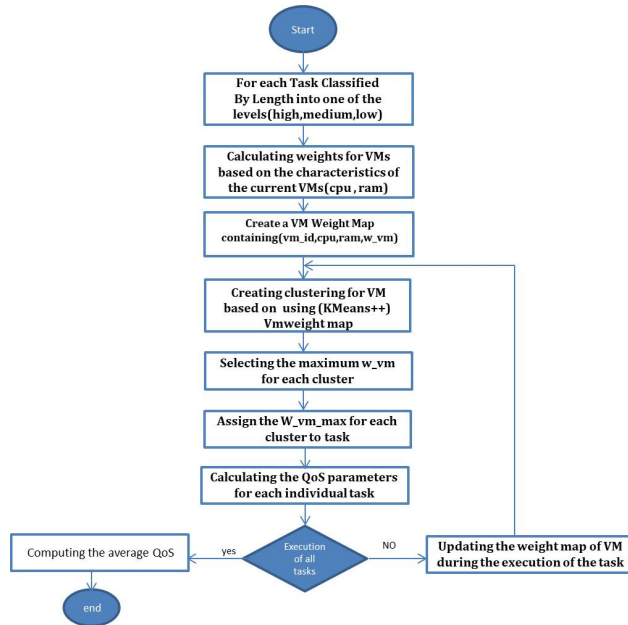 Start
For each Task Classified
By Length into one of the
levels(high,medium,low)
Calculating weights for VMs
based on the characteristics of
the current VMs(cpu , ram)
Create a VM Weight Map
containing(vm_id,cpu,ram,w_vm)
Creating clustering for VM
based on using (KMeans++)
Vmweight map
Selecting the maximum w_vm
for each cluster
Assign the W_vm_max for each
cluster to task
Calculating the QoS parameters
for each individual task
Execution
of all
tasks
yes
NO
Computing the average QoS
Updating the weight map of VM
during the execution of the task
end